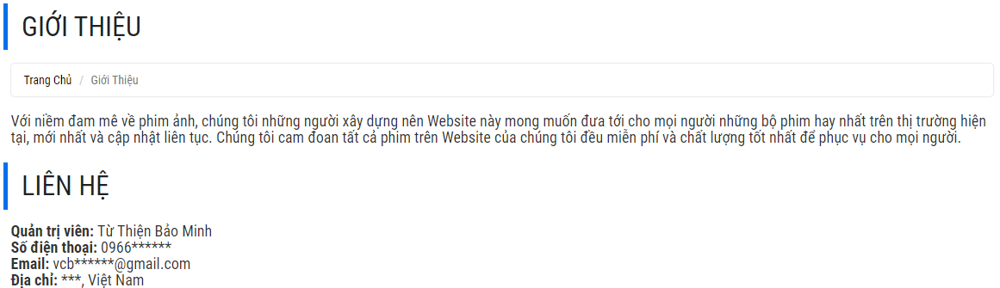 GIỚI THIỆU
Trang Chủ / Giới Thiệu
Với niềm đam mê về phim ảnh, chúng tôi những người xây dựng nên Website này mong muốn đưa tới cho mọi người những bộ phim hay nhất trên thị trường hiện
tại, mới nhất và cập nhật liên tục. Chúng tôi cam đoan tất cả phim trên Website của chúng tôi đều miễn phí và chất lượng tốt nhất để phục vụ cho mọi người.
LIÊN HỆ
Quản trị viên: Từ Thiện Bảo Minh
Số điện thoại: 0966******
Email: vcb******@gmail.com
Địa chỉ: ***, Việt Nam